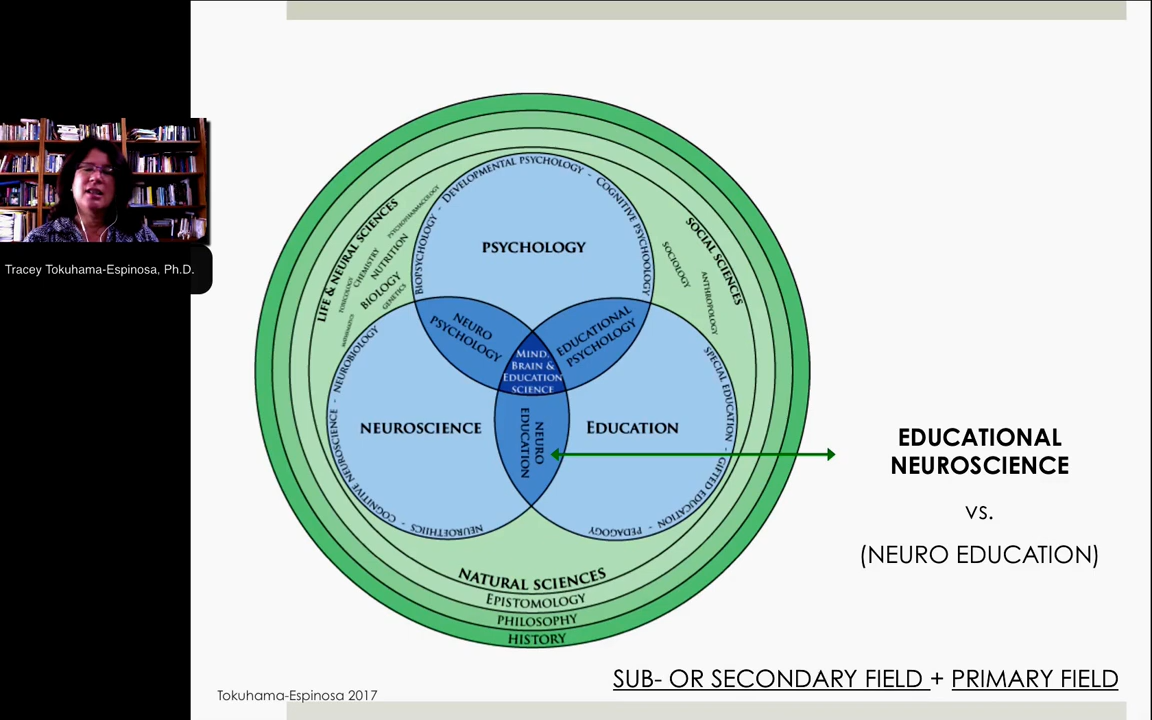 Tracey Tokuhama-Espinosa, Ph.D.
DEVELOPMENTAL PSYCHOLOGY - COGNITIVE PSYCHOLOGY
BIOPSYCHOLOGY -
PSYCHOLOGY
LIFE & NEURAL SCIENCES
PSYCHOPHARMACOLOGY
NUTRITION
CHEMISTRY
TOXICOLOGY
BIOLOGY
GENETICS
SOCIAL SCIENCES
SOCIOLOGY
ANTHROPOLOGY
NEURO
PSYCHOLOGY
EDUCATIONAL
PSYCHOLOGY
MIND,
BRAIN &
EDUCATION
SCIENCE
COGNITIVE NEUROSCIENCE - NEUROBIOLOGY
NEUROSCIENCE
NEUROETHICS -
NEURO
EDUCATION
EDUCATION
SPECIAL EDUCATION - GIFTED EDUCATION - PEDAGOGY
NATURAL SCIENCES
EPISTOMOLOGY
PHILOSOPHY
HISTORY
EDUCATIONAL
NEUROSCIENCE
vs.
(NEURO EDUCATION)
SUB- OR SECONDARY FIELD + PRIMARY FIELD
Tokuhama-Espinosa 2017